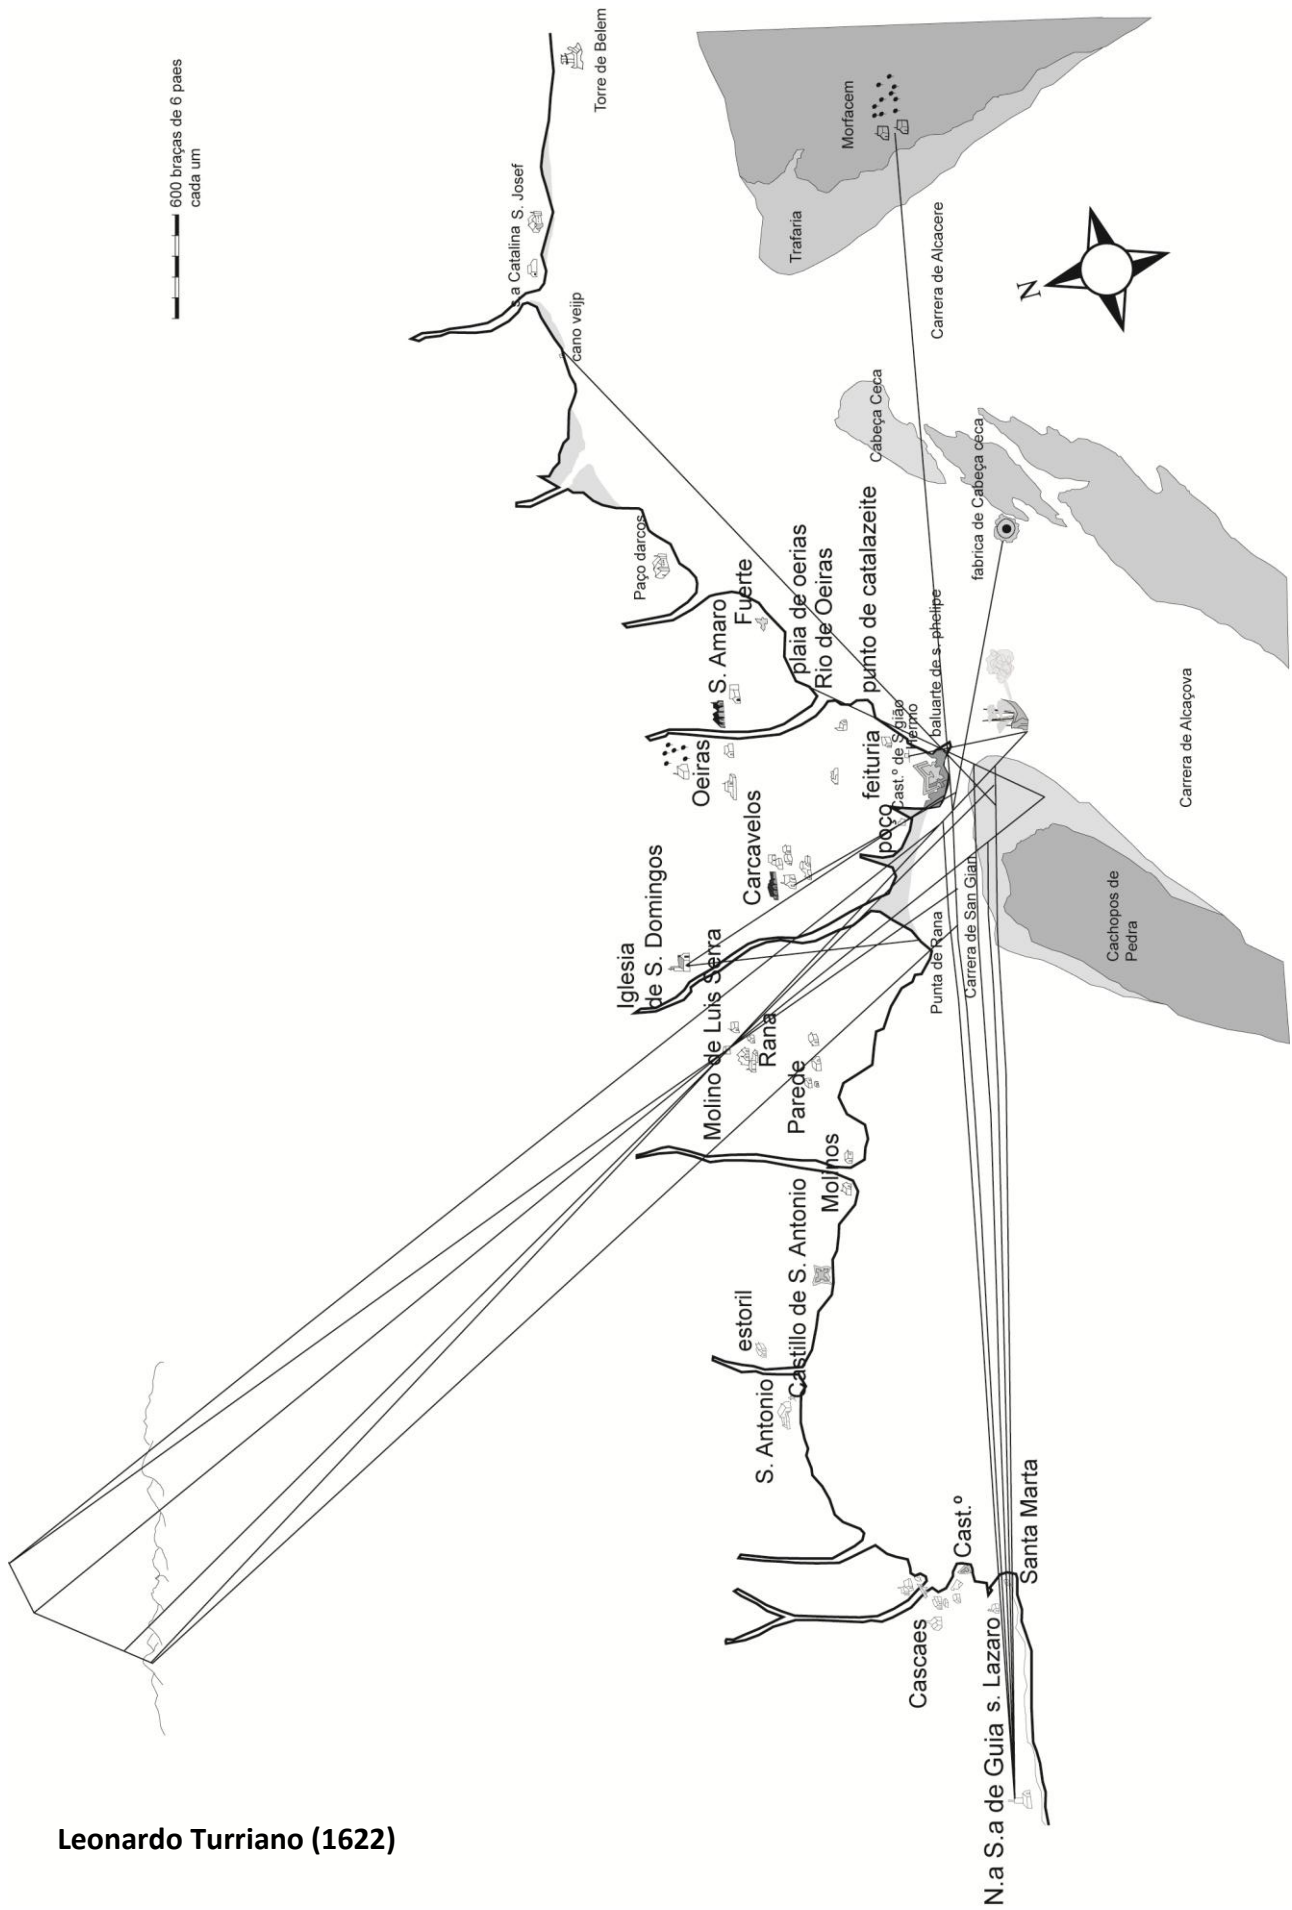 600 braças de 6 paes
cada um
Torre de Belem
s.a Catalina S. Josef
cano veijp
Morfacem
Trafaria
Carrera de Alcacere
N
Cabeça Ceca
fabrica de Cabeça ceca
Paço darcos
Fuerte
S. Amaro
Oeiras
plaia de oerias
Rio de Oeiras
punto de catalazeite
baluarte de s. phelipe
feituria
Cast.º de S.gião
poço
Carrera de Alcaçova
Carcavelos
Iglesia
de S. Domingos
Molino de Luis Serra
Rana
Parede
Punta de Rana
Carrera de San Gian
Cachopos de
Pedra
Molinos
Castillo de S. Antonio
estoril
S. Antonio
Cast.º
Santa Marta
Cascaes
s. Lazaro
N.a S.a de Guia
Leonardo Turriano (1622)